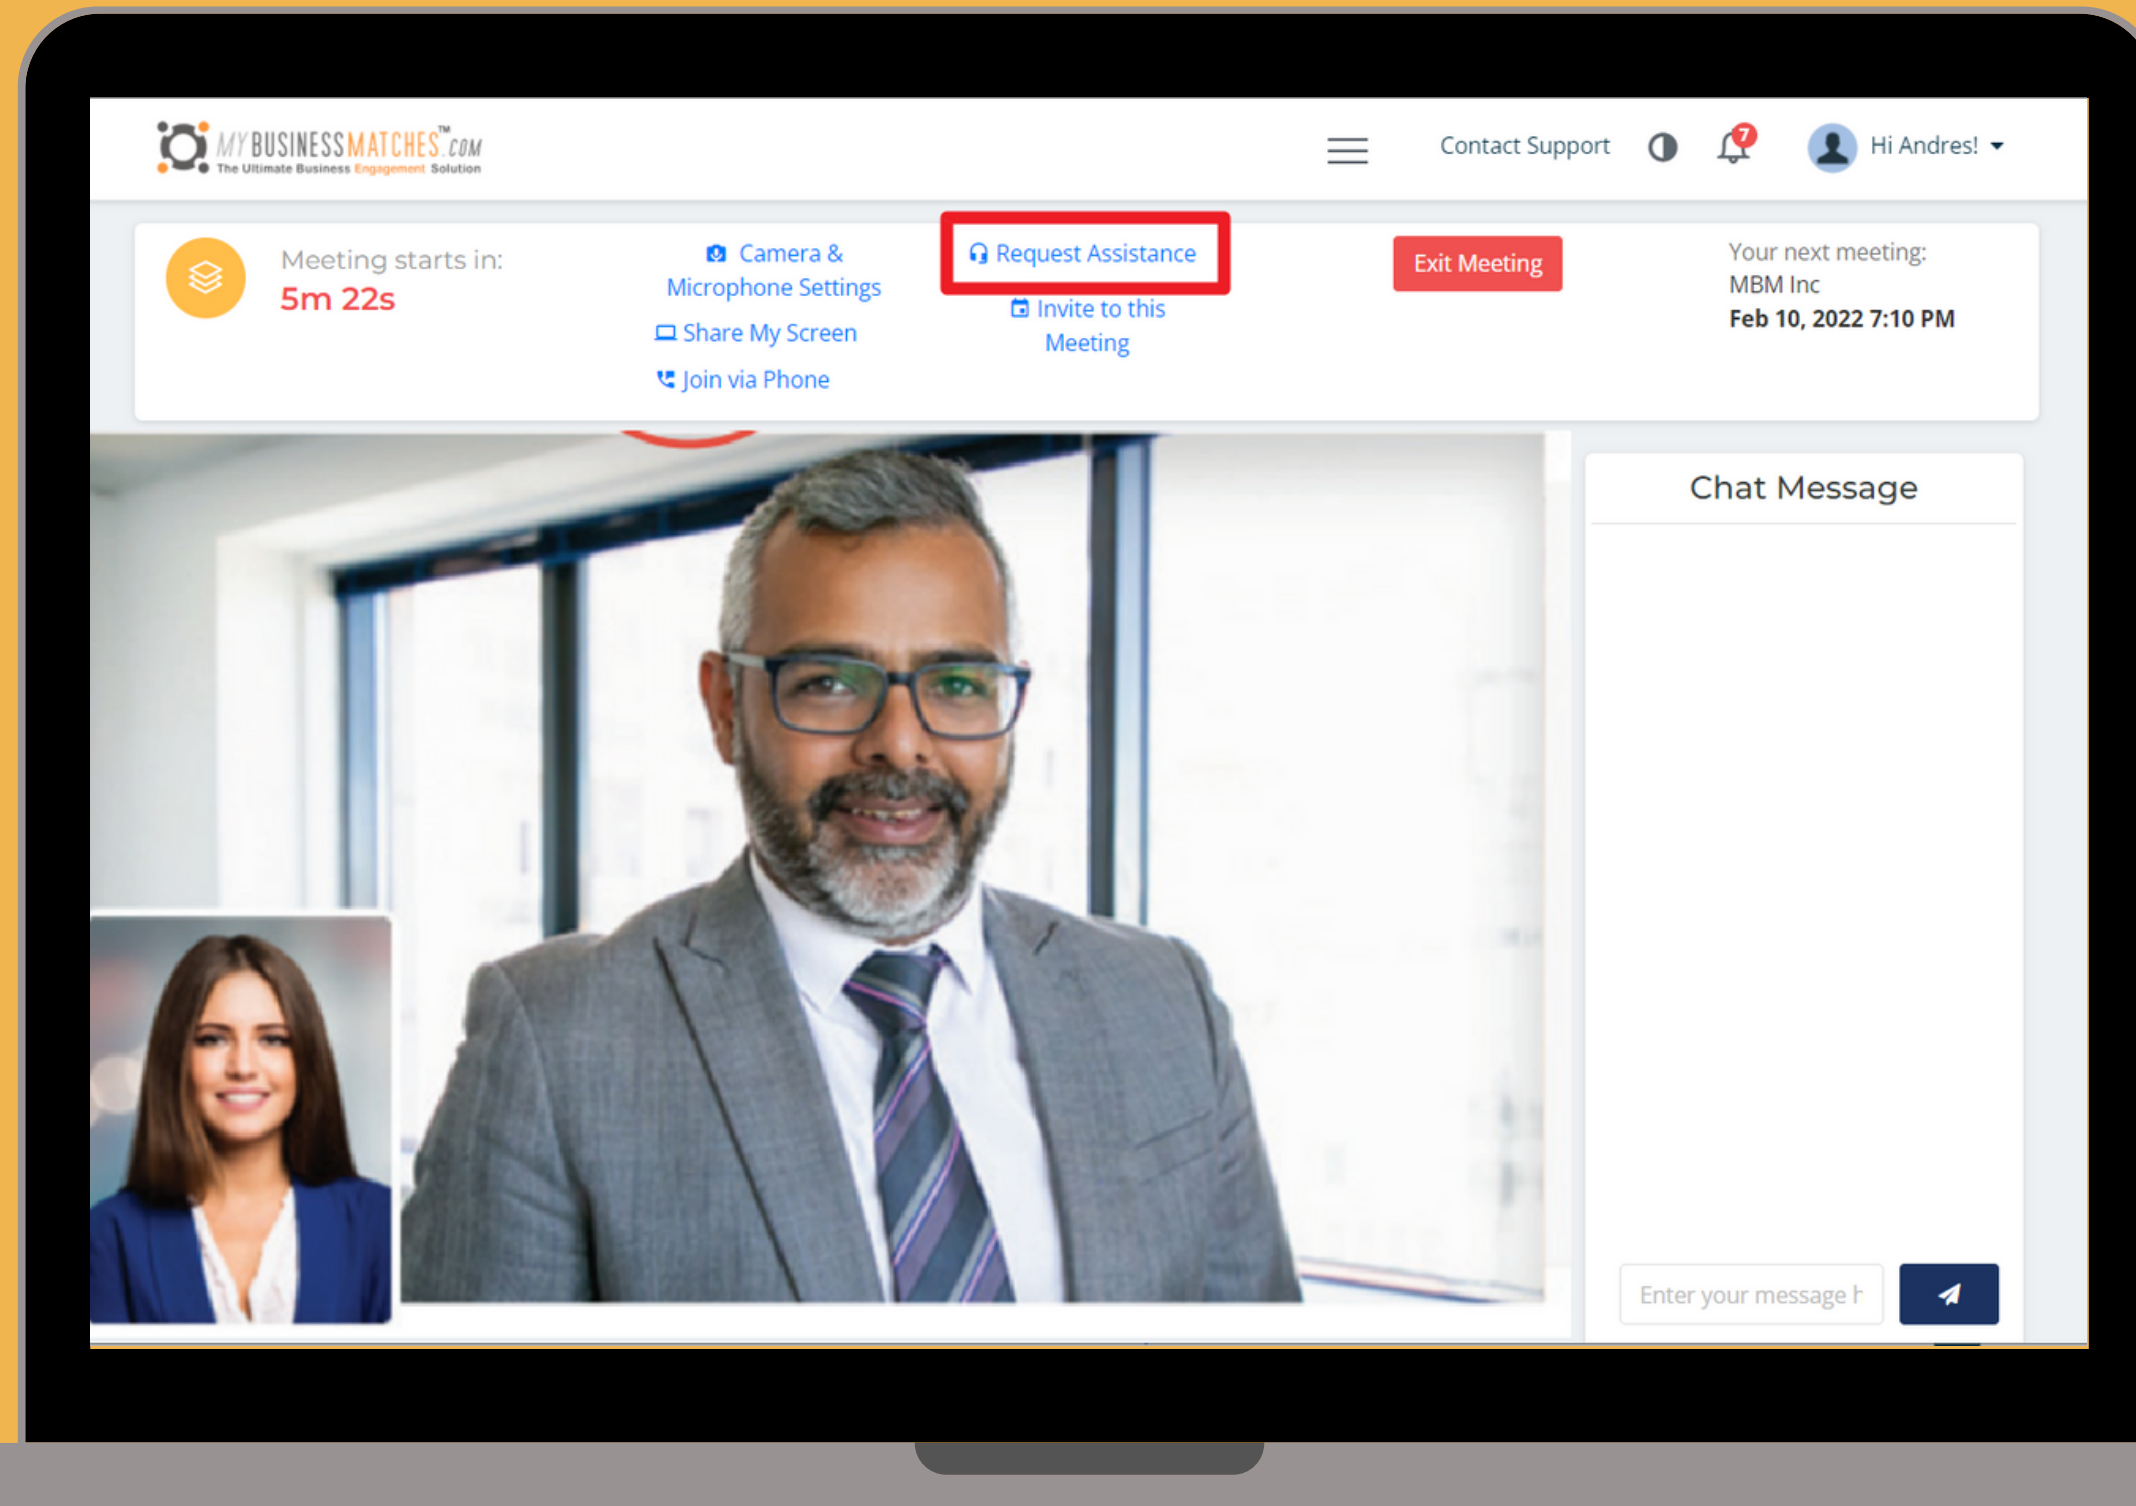 MYBUSINESSMATCHES™.COM
The Ultimate Business Engagement Solution
Contact Support
7
Hi Andres!
Meeting starts in:
5m 22s
Camera &
Microphone Settings
Share My Screen
Join via Phone
Request Assistance
Invite to this
Meeting
Exit Meeting
Your next meeting:
MBM Inc
Feb 10, 2022 7:10 PM
Chat Message
Enter your message h